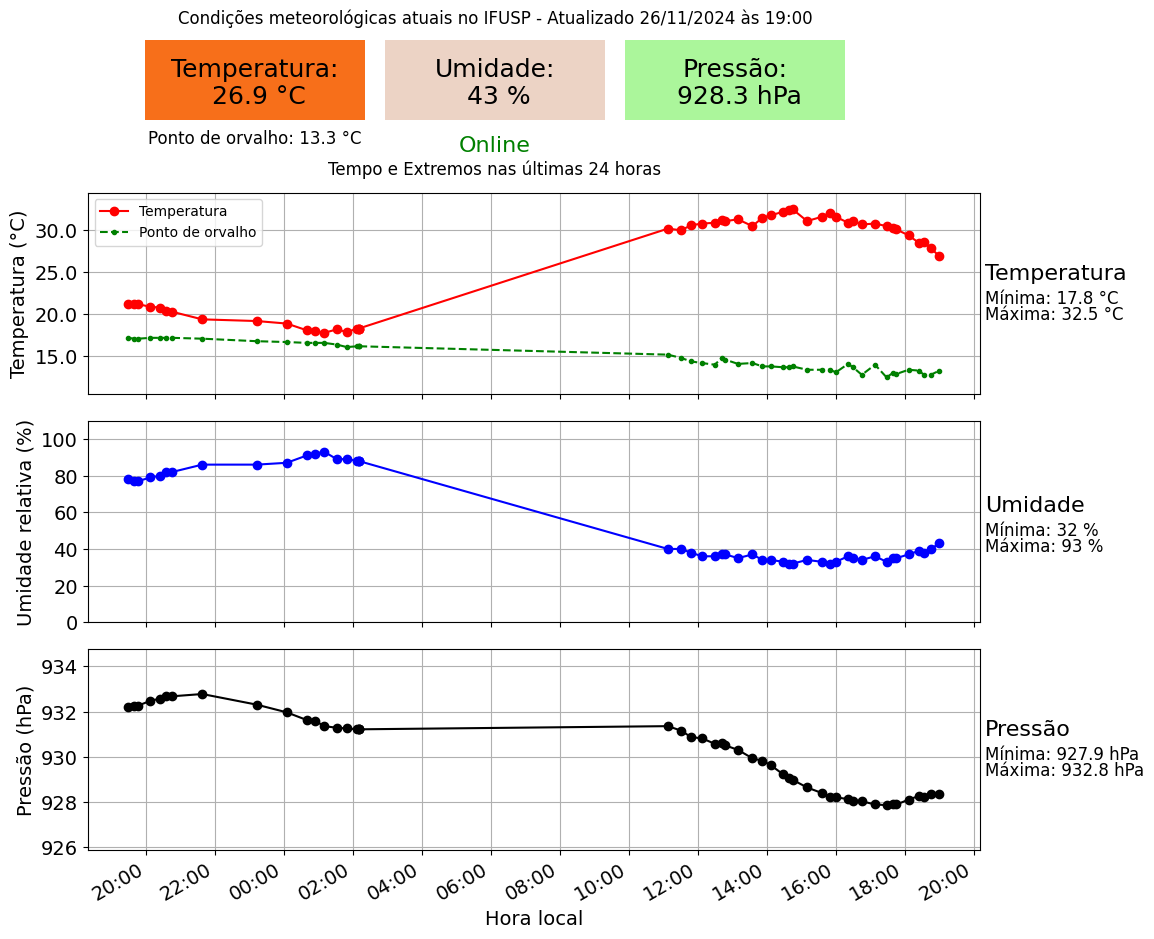 Condições meteorológicas atuais no IFUSP - Atualizado 26/11/2024 às 19:00
Temperatura:
26.9 °C
Umidade:
43 %
Pressão:
928.3 hPa
Ponto de orvalho: 13.3 °C
Online
Tempo e Extremos nas últimas 24 horas
Temperatura (°C)
30.0
25.0
20.0
15.0
Temperatura
Ponto de orvalho
Temperatura
Mínima: 17.8 °C
Máxima: 32.5 °C
Umidade relativa (%)
100
80
60
40
20
0
Umidade
Mínima: 32 %
Máxima: 93 %
Pressão (hPa)
934
932
930
928
926
Pressão
Mínima: 927.9 hPa
Máxima: 932.8 hPa
20:00
22:00
00:00
02:00
04:00
06:00
08:00
10:00
12:00
14:00
16:00
18:00
20:00
Hora local